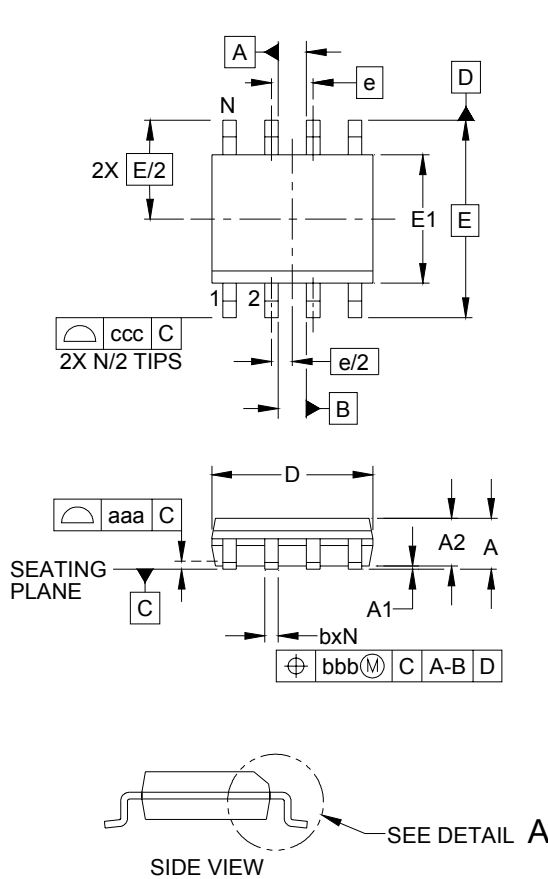 A
e
D
N
2X E/2
E1
E
1 2
ccc C
2X N/2 TIPS
e/2
B
D
aaa C
A2 A
SEATING
PLANE
C
A1
bxN
bbbⓂ C A-B D
SEE DETAIL A
SIDE VIEW